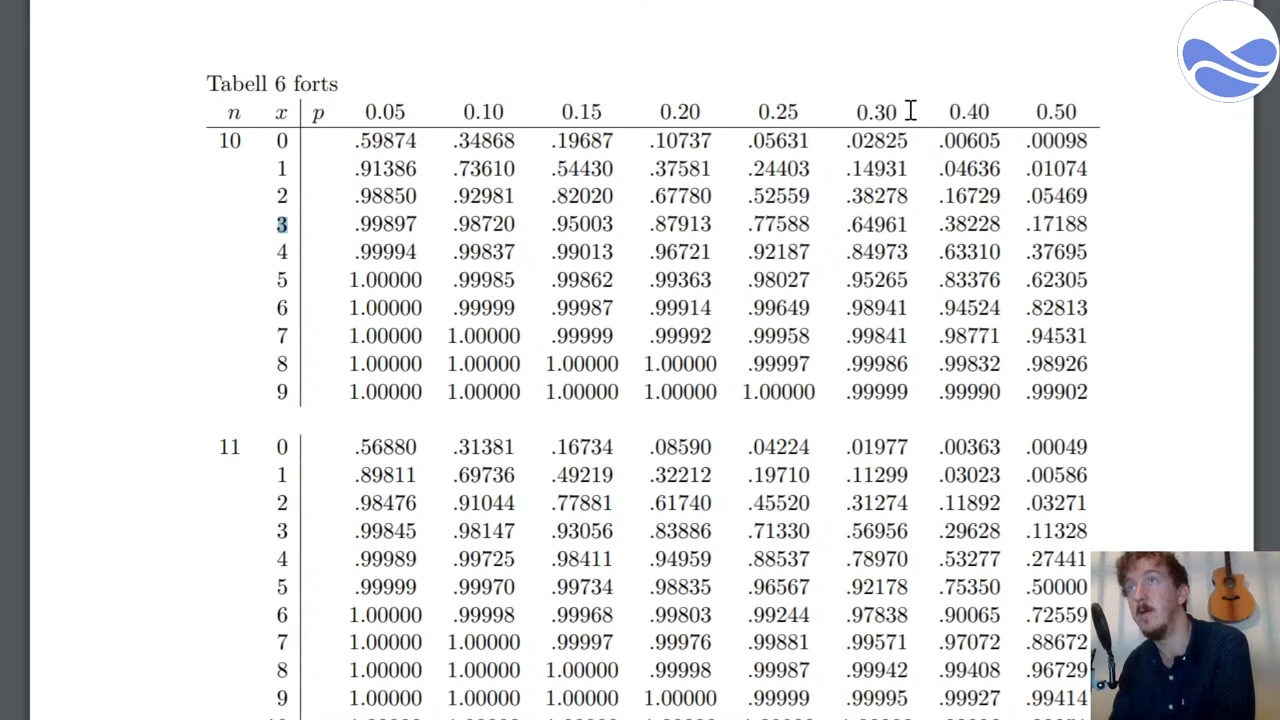 Tabell 6 forts
n x p 0.05 0.10 0.15 0.20 0.25 0.30 0.40 0.50
10 0 .59874 .34868 .19687 .10737 .05631 .02825 .00605 .00098
1 .91386 .73610 .54430 .37581 .24403 .14931 .04636 .01074
2 .98850 .92981 .82020 .67780 .52559 .38278 .16729 .05469
3 .99897 .98720 .95003 .87913 .77588 .64961 .38228 .17188
4 .99994 .99837 .99013 .96721 .92187 .84973 .63310 .37695
5 1.00000 .99985 .99862 .99363 .98027 .95265 .83376 .62305
6 1.00000 .99999 .99987 .99914 .99649 .98941 .94524 .82813
7 1.00000 1.00000 .99999 .99992 .99958 .99841 .98771 .94531
8 1.00000 1.00000 1.00000 1.00000 .99997 .99986 .99832 .98926
9 1.00000 1.00000 1.00000 1.00000 1.00000 .99999 .99990 .99902
11 0 .56880 .31381 .16734 .08590 .04224 .01977 .00363 .00049
1 .89811 .69736 .49219 .32212 .19710 .11299 .03023 .00586
2 .98476 .91044 .77881 .61740 .45520 .31274 .11892 .03271
3 .99845 .98147 .93056 .83886 .71330 .56956 .29628 .11328
4 .99989 .99725 .98411 .94959 .88537 .78970 .53277 .27441
5 .99999 .99970 .99734 .98835 .96567 .92178 .75350 .50000
6 1.00000 .99998 .99968 .99803 .99244 .97838 .90065 .72559
7 1.00000 1.00000 .99997 .99976 .99881 .99571 .97072 .88672
8 1.00000 1.00000 1.00000 .99998 .99987 .99942 .99408 .96729
9 1.00000 1.00000 1.00000 1.00000 .99999 .99995 .99927 .99414